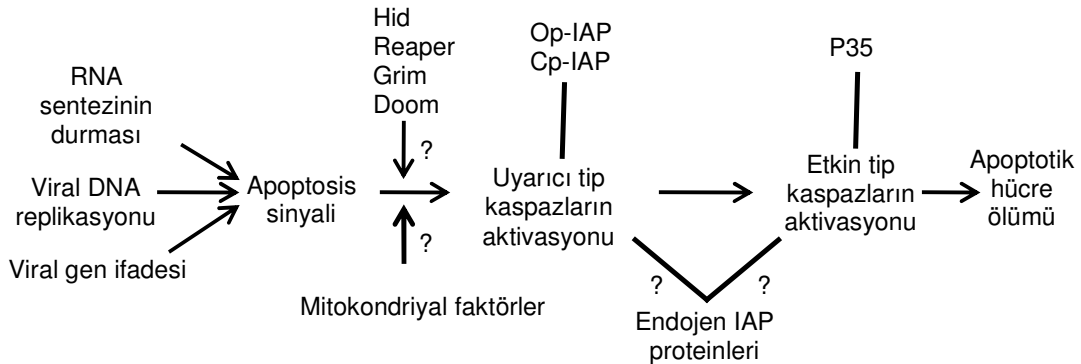 Hid
Reaper
Grim
Doom
Op-IAP
Cp-IAP
P35
RNA
sentezinin
durması
?
Viral DNA
replikasyonu
Apoptosis
sinyali
Uyarıcı tip
kaspazların
aktivasyonu
Etkin tip
kaspazların
aktivasyonu
Apoptotik
hücre
ölümü
?
Viral gen ifadesi
Mitokondriyal faktörler
?
?
Endojen IAP
proteinleri